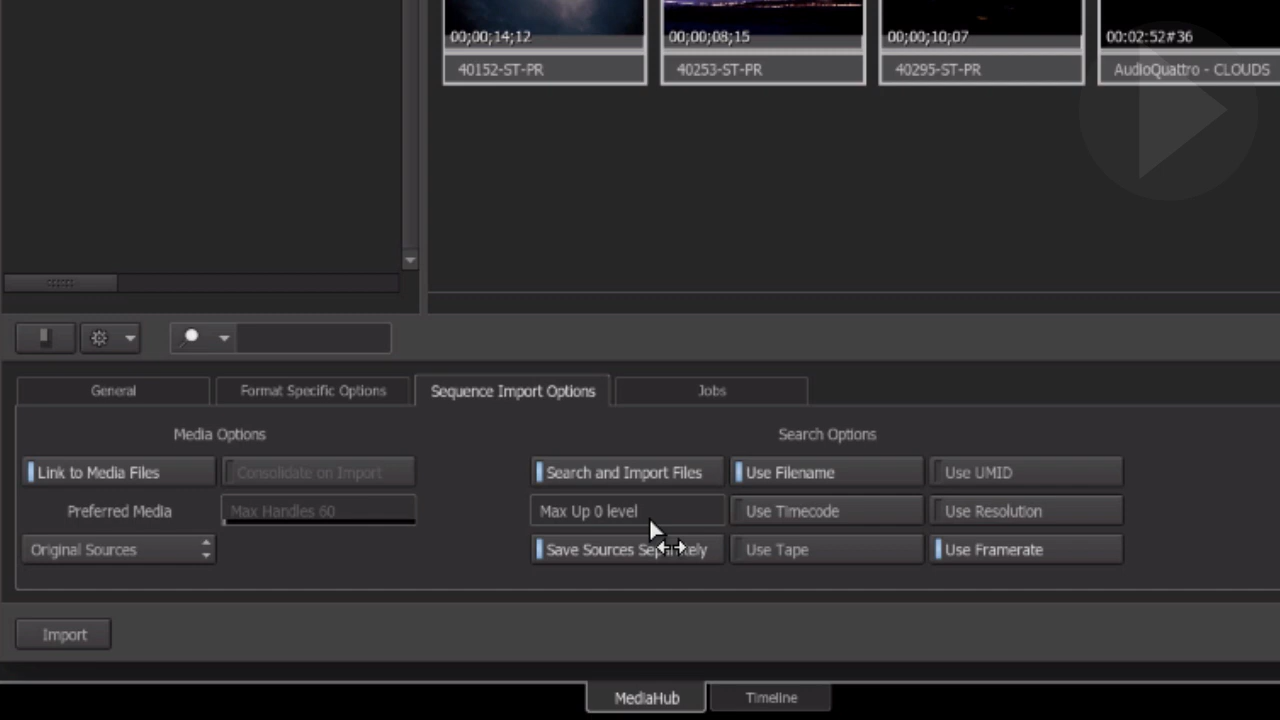 00;00;14;12 00;00;08;15 00;00;10;07 00:02:52#36
40152-ST-PR 40253-ST-PR 40295-ST-PR AudioQuattro - CLOUDS
General Format Specific Options Sequence Import Options Jobs
Media Options Search Options
Link to Media Files Consolidate on Import Search and Import Files Use Filename Use UMID
Preferred Media Max Handles 60 Max Up 0 level Use Timecode Use Resolution
Original Sources Save Sources Separately Use Tape Use Framerate
Import
MediaHub Timeline